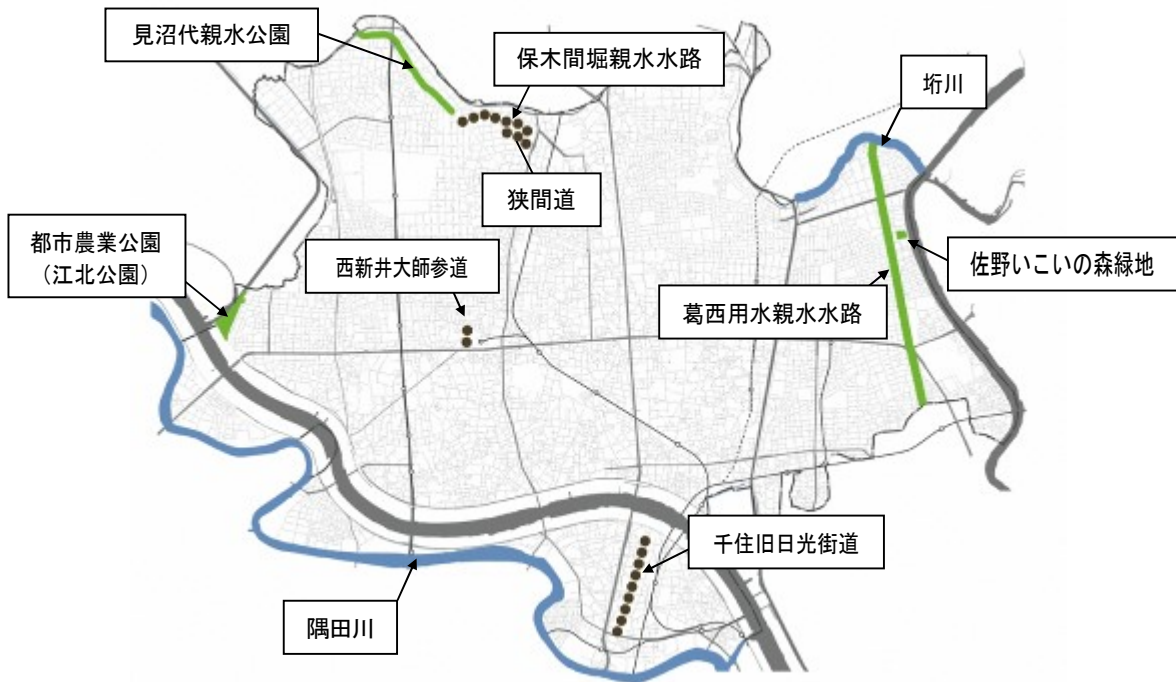 見沼代親水公園
保木間堀親水水路
垳川
狭間道
都市農業公園
（江北公園）
西新井大師参道
佐野いこいの森緑地
葛西用水親水水路
千住旧日光街道
隅田川